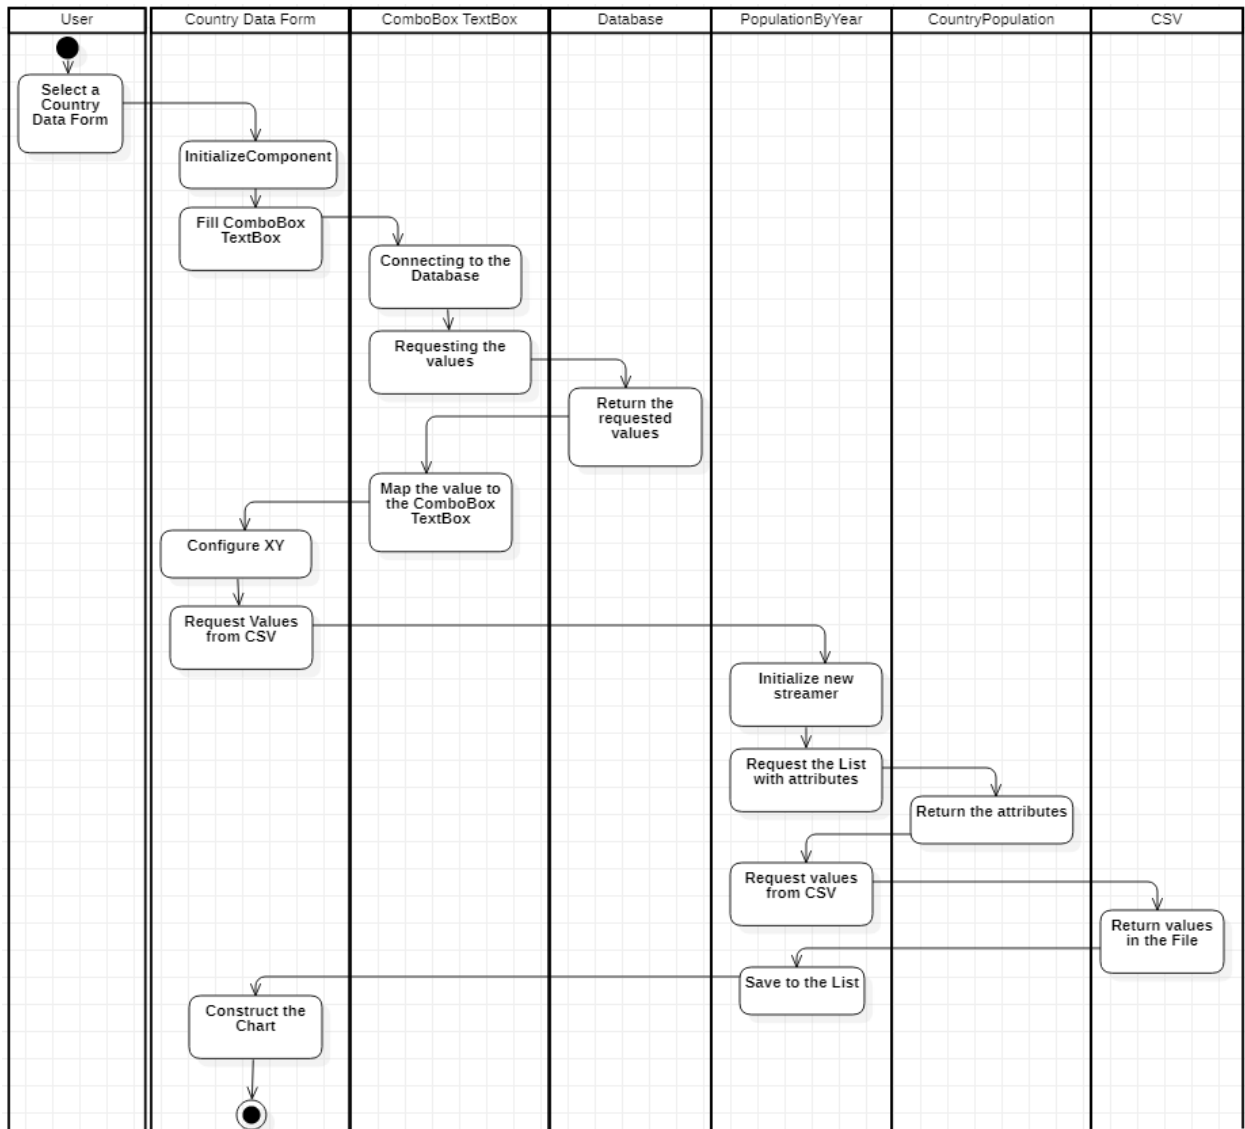 User
Country Data Form
ComboBox TextBox
Database
PopulationByYear
CountryPopulation
CSV
Select a
Country
Data Form
InitializeComponent
Fill ComboBox
TextBox
Connecting to the
Database
Requesting the
values
Return the
requested
values
Map the value to
the ComboBox
TextBox
Configure XY
Request Values
from CSV
Initialize new
streamer
Request the List
with attributes
Return the attributes
Request values
from CSV
Return values
in the File
Save to the List
Construct the
Chart